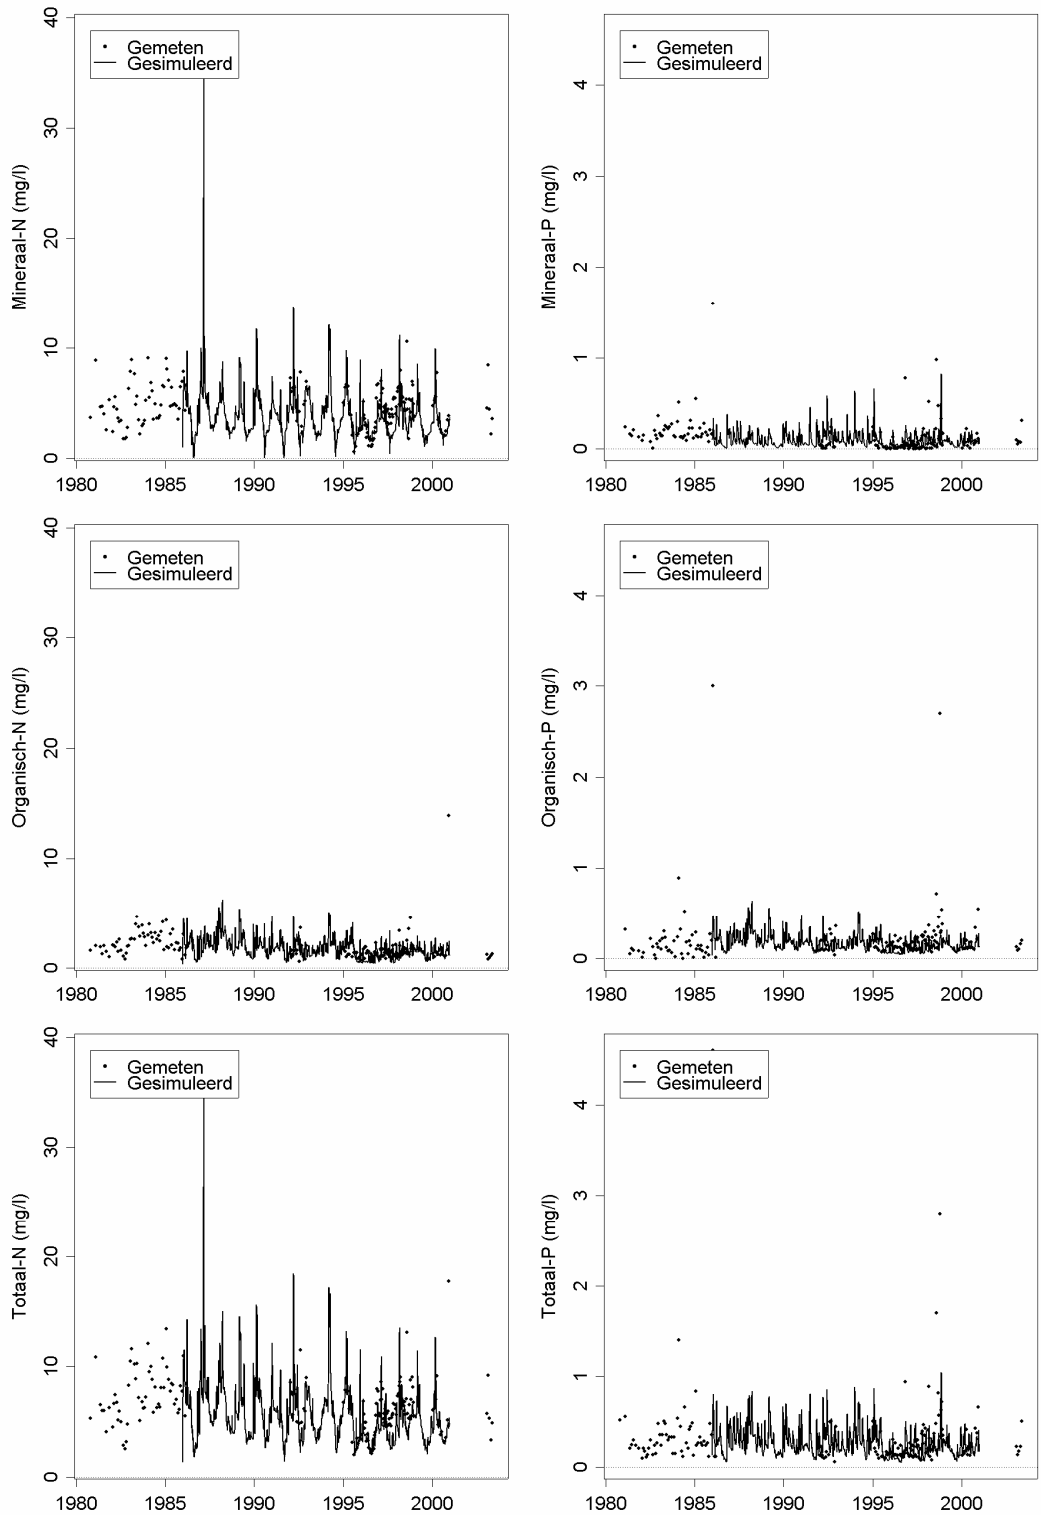 Mineraal-N (mg/l)
40
30
20
10
0
Gemeten
Gesimuleerd
1980 1985 1990 1995 2000
Mineraal-P (mg/l)
4
3
2
1
0
Gemeten
Gesimuleerd
1980 1985 1990 1995 2000
Organisch-N (mg/l)
40
30
20
10
0
Gemeten
Gesimuleerd
1980 1985 1990 1995 2000
Organisch-P (mg/l)
4
3
2
1
0
Gemeten
Gesimuleerd
1980 1985 1990 1995 2000
Totaal-N (mg/l)
40
30
20
10
0
Gemeten
Gesimuleerd
1980 1985 1990 1995 2000
Totaal-P (mg/l)
4
3
2
1
0
Gemeten
Gesimuleerd
1980 1985 1990 1995 2000